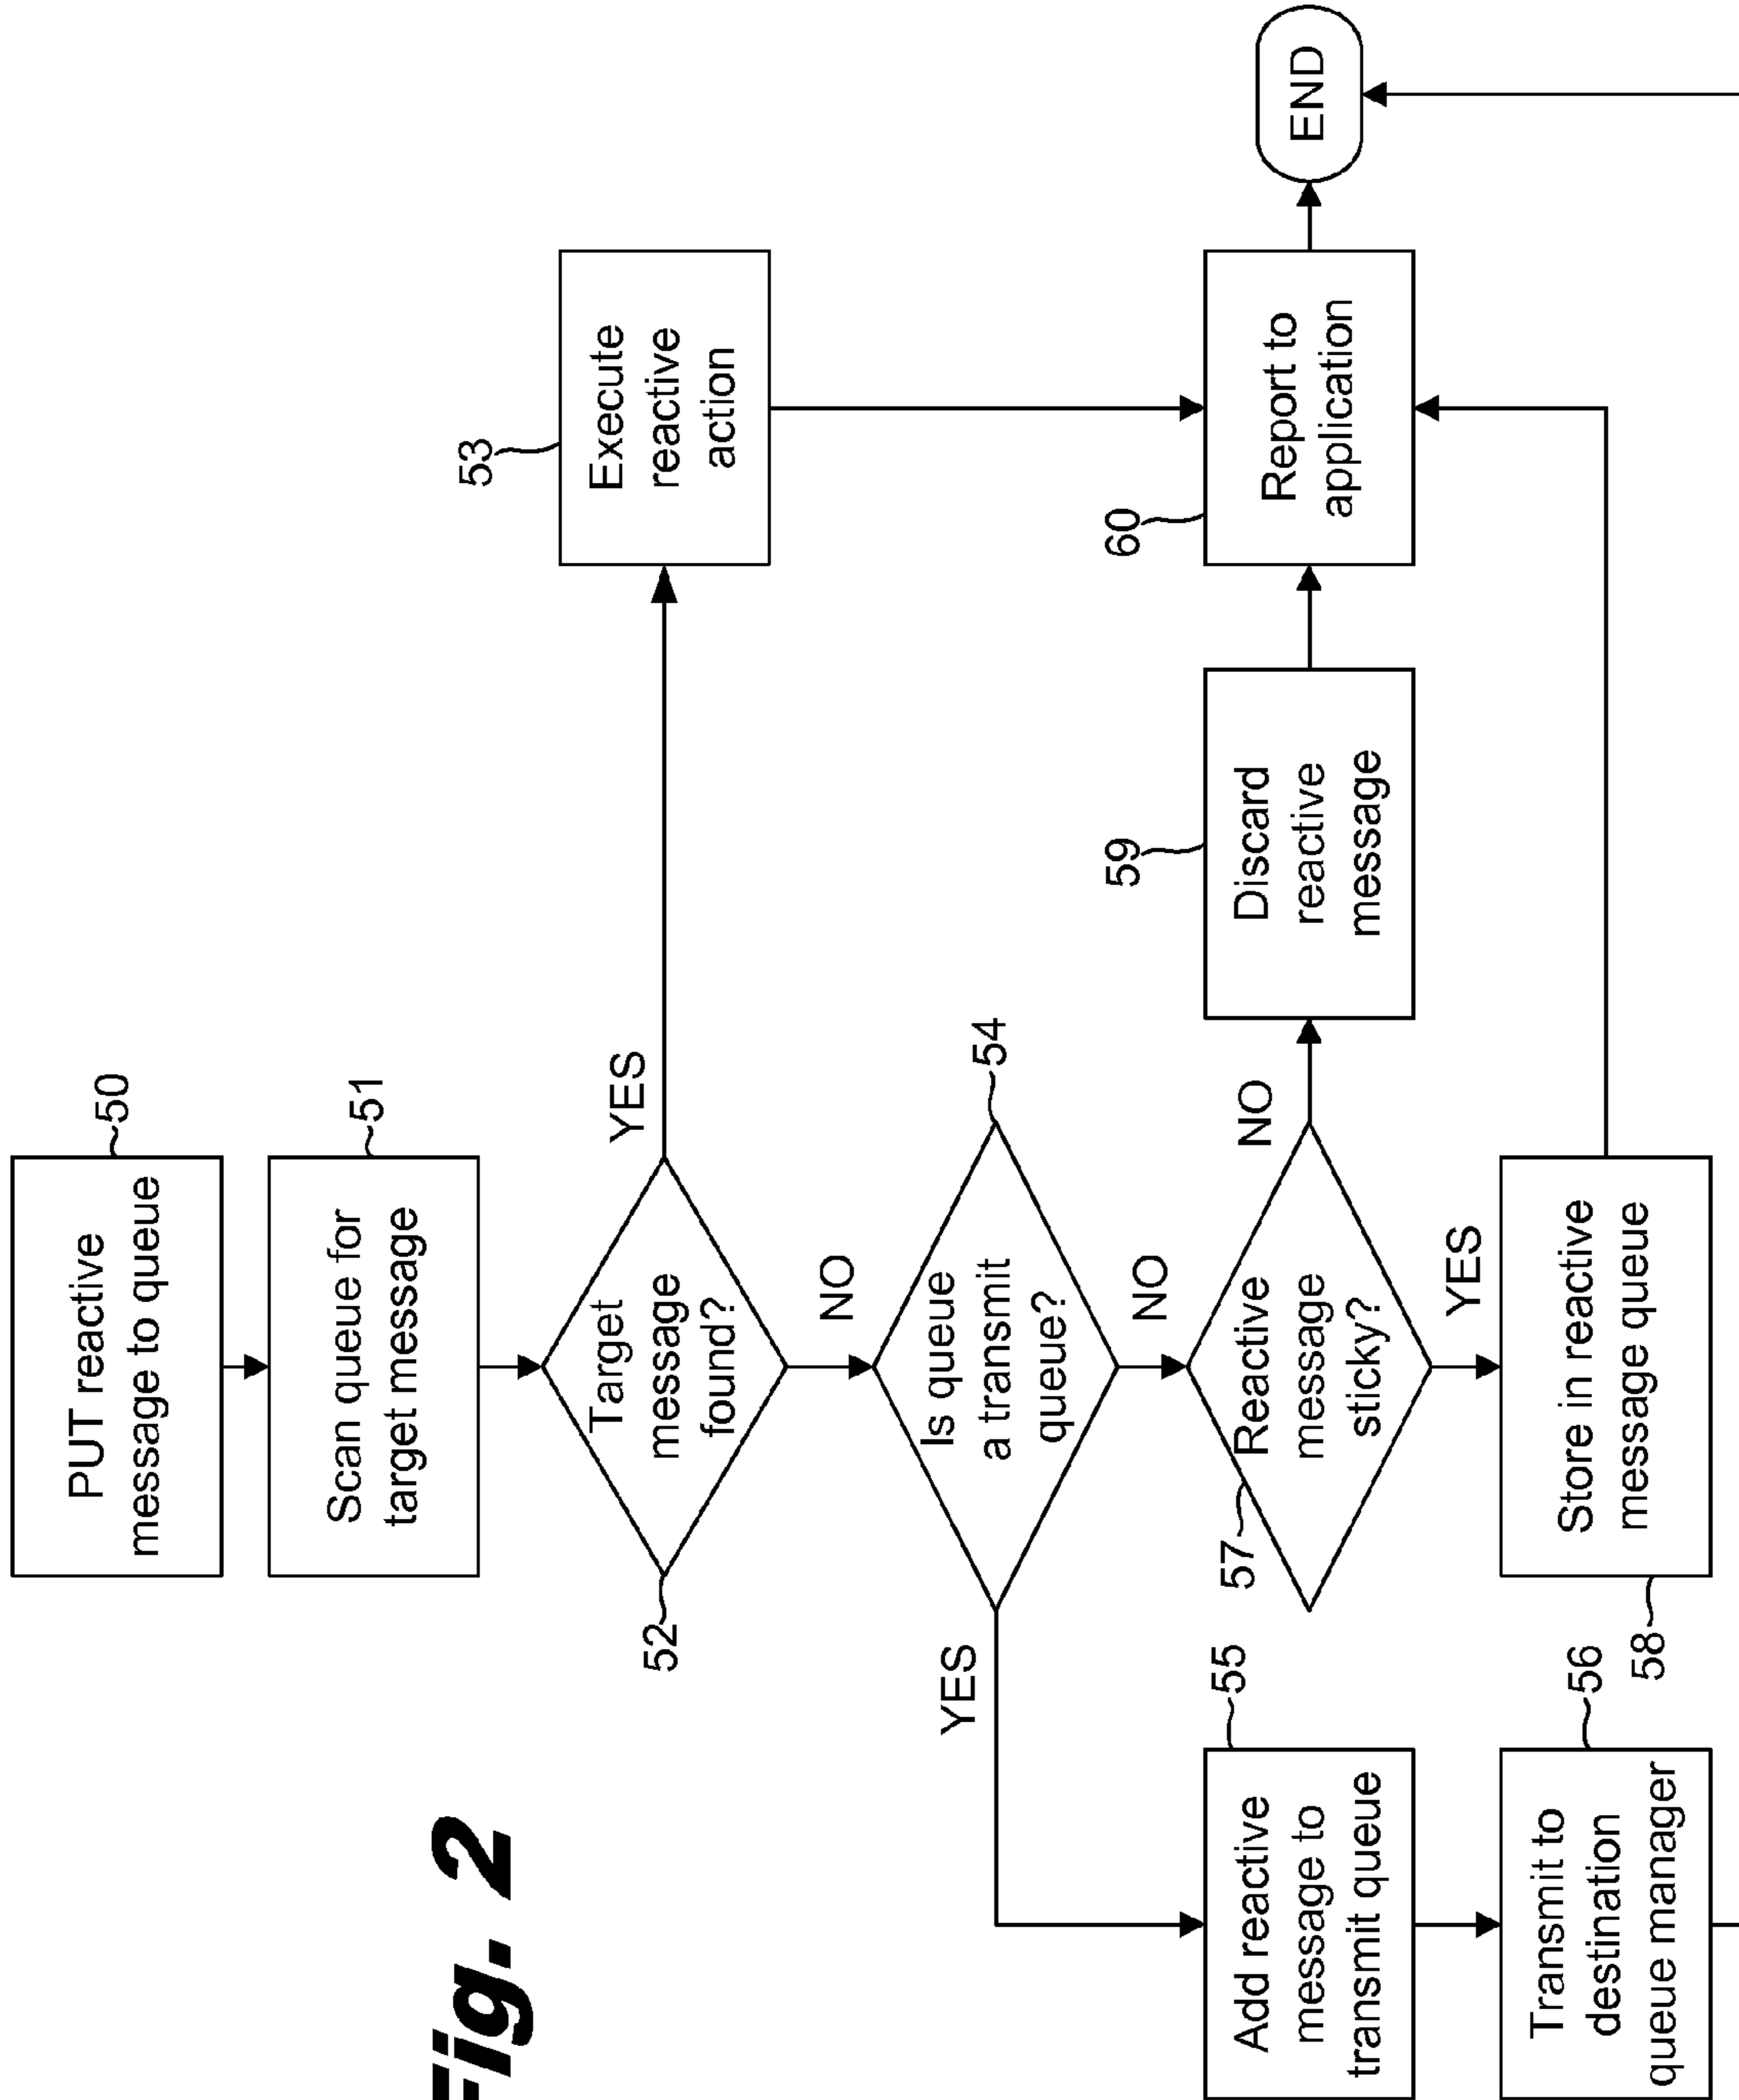 Fig. 2
PUT reactive
message to queue
50
Scan queue for
target message
51
Target
message
found?
52
YES
NO
Execute
reactive
action
53
Is queue
a transmit
queue?
54
YES
NO
Add reactive
message to
transmit queue
55
Transmit to
destination
queue manager
56
Reactive
message
sticky?
57
NO
YES
Store in reactive
message queue
58
Discard
reactive
message
59
Report to
application
60
END